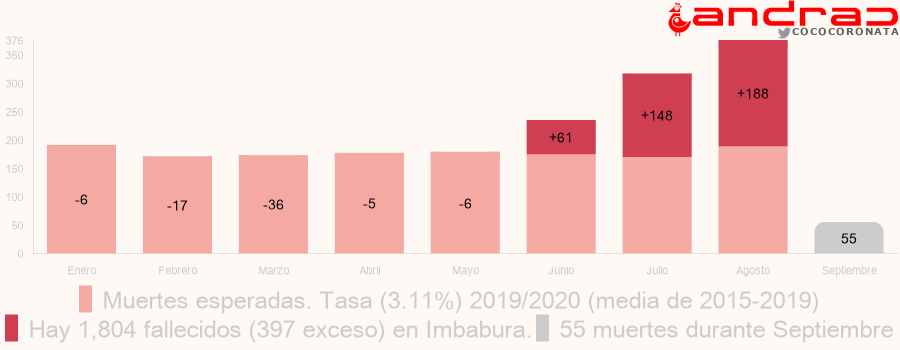 andrab
COCOCORONATA
376
350
300
250
200
150
100
50
0
-6
-17
-36
-5
-6
+61
+148
+188
55
Enero
Febrero
Marzo
Abril
Mayo
Junio
Julio
Agosto
Septiembre
Muertes esperadas. Tasa (3.11%) 2019/2020 (media de 2015-2019)
Hay 1,804 fallecidos (397 exceso) en Imbabura.
55 muertes durante Septiembre